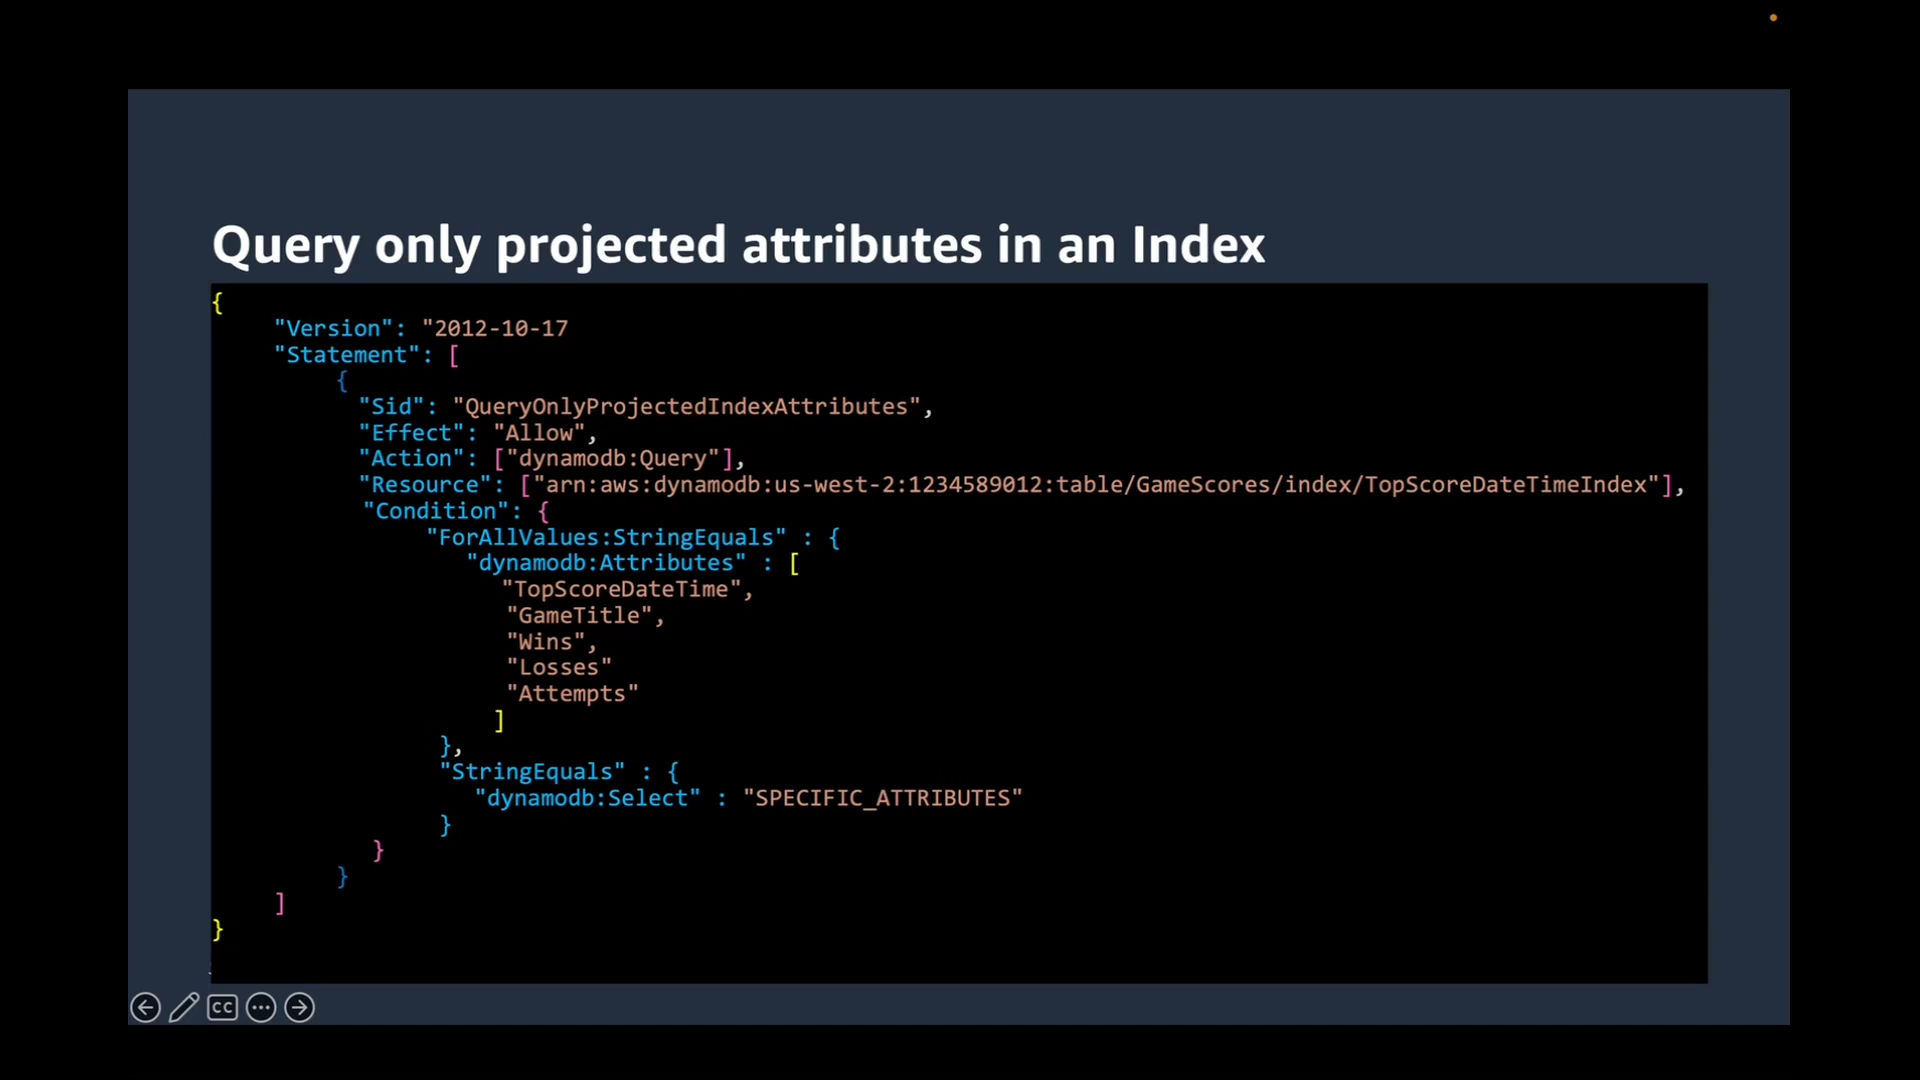 Query only projected attributes in an Index
{
"Version": "2012-10-17
"Statement": [
{
"Sid": "QueryOnlyProjectedIndexAttributes",
"Effect": "Allow",
"Action": ["dynamodb:Query"],
"Resource": ["arn:aws:dynamodb:us-west-2:1234589012:table/GameScores/index/TopScoreDateTimeIndex"],
"Condition": {
"ForAllValues:StringEquals" : {
"dynamodb:Attributes" : [
"TopScoreDateTime",
"GameTitle",
"Wins",
"Losses"
"Attempts"
]
},
"StringEquals" : {
"dynamodb:Select" : "SPECIFIC_ATTRIBUTES"
}
}
}
]
}
CC